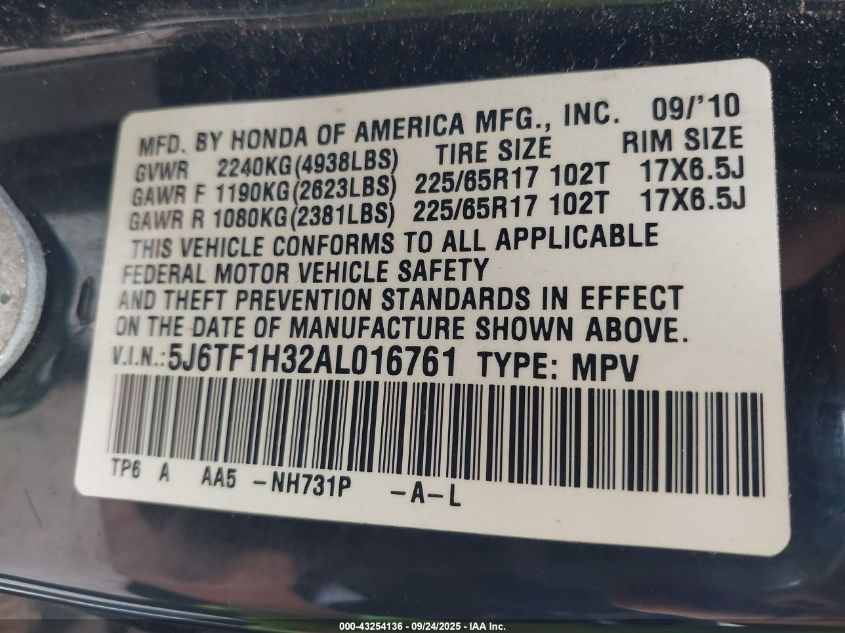 MFD. BY HONDA OF AMERICA MFG., INC. 09/'10
GVWR 2240KG(4938LBS) TIRE SIZE RIM SIZE
GAWR F 1190KG(2623LBS) 225/65R17 102T 17X6.5J
GAWR R 1080KG(2381LBS) 225/65R17 102T 17X6.5J
THIS VEHICLE CONFORMS TO ALL APPLICABLE
FEDERAL MOTOR VEHICLE SAFETY
AND THEFT PREVENTION STANDARDS IN EFFECT
ON THE DATE OF MANUFACTURE SHOWN ABOVE.
V.I.N.:5J6TF1H32AL016761 TYPE: MPV
TP6 A AA5 -NH731P -A-L
000-43254136 - 09/24/2025 - IAA Inc.